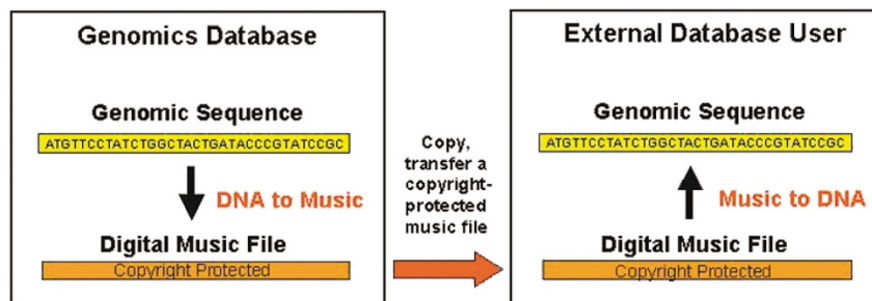 Genomics Database
Genomic Sequence
ATGTTCCTATCTGGCTACTGATACCCGTATCCGC
DNA to Music
Digital Music File
Copyright Protected
Copy,
transfer a
copyright-
protected
music file
External Database User
Genomic Sequence
ATGTTCCTATCTGGCTACTGATACCCGTATCCGC
Music to DNA
Digital Music File
Copyright Protected